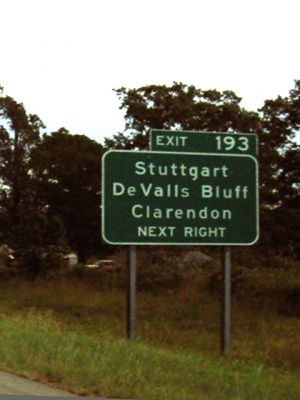 EXIT 193
Stuttgart
DeValls Bluff
Clarendon
NEXT RIGHT